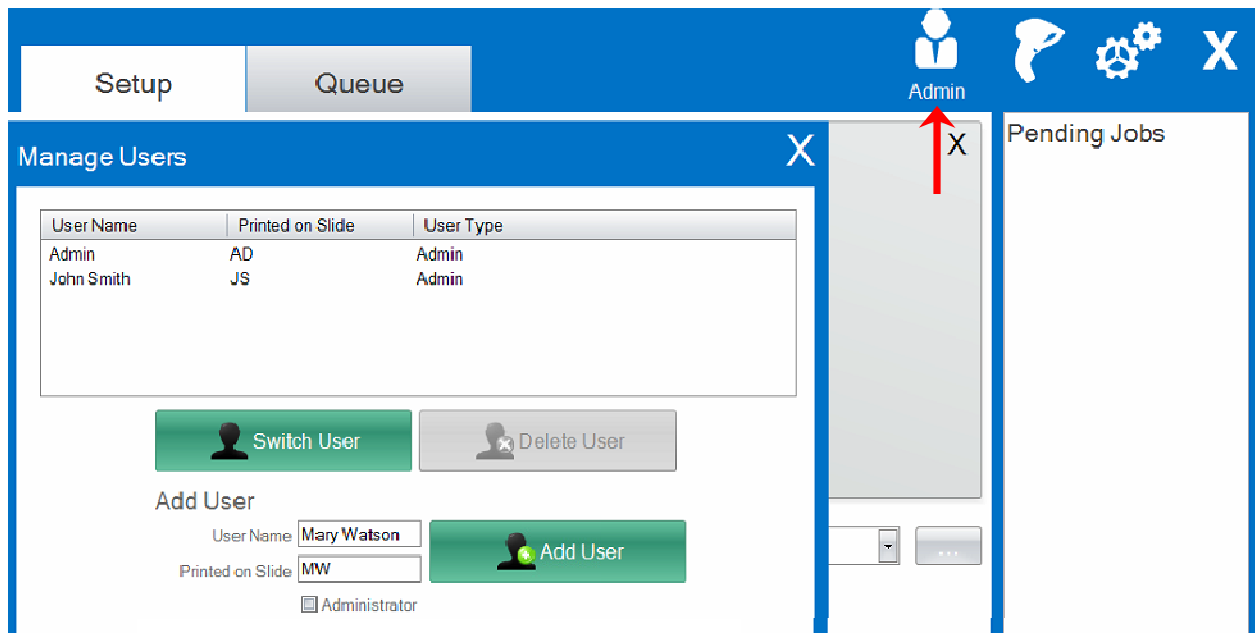 Setup
Queue
Admin
X
Manage Users
X
X
Pending Jobs
User Name Printed on Slide User Type
Admin AD Admin
John Smith JS Admin
Switch User
Delete User
Add User
User Name Mary Watson
Add User
Printed on Slide MW
Administrator
...